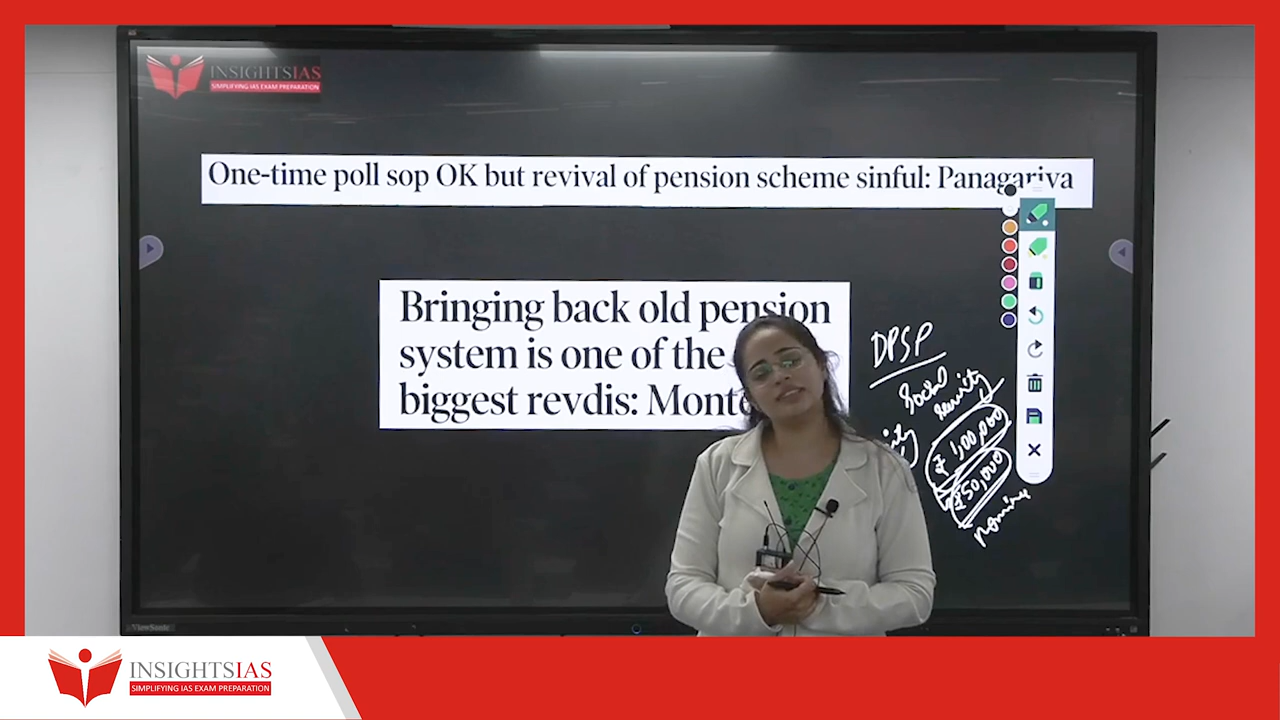 INSIGHTSIAS
SIMPLIFYING IAS EXAM PREPARATION
One-time poll sop OK but revival of pension scheme sinful: Panagariya
Bringing back old pension
system is one of the
biggest revdis: Monte
DPSP
Social
Security
₹1,00,000
₹50,000
ViewSonic
INSIGHTSIAS
SIMPLIFYING IAS EXAM PREPARATION